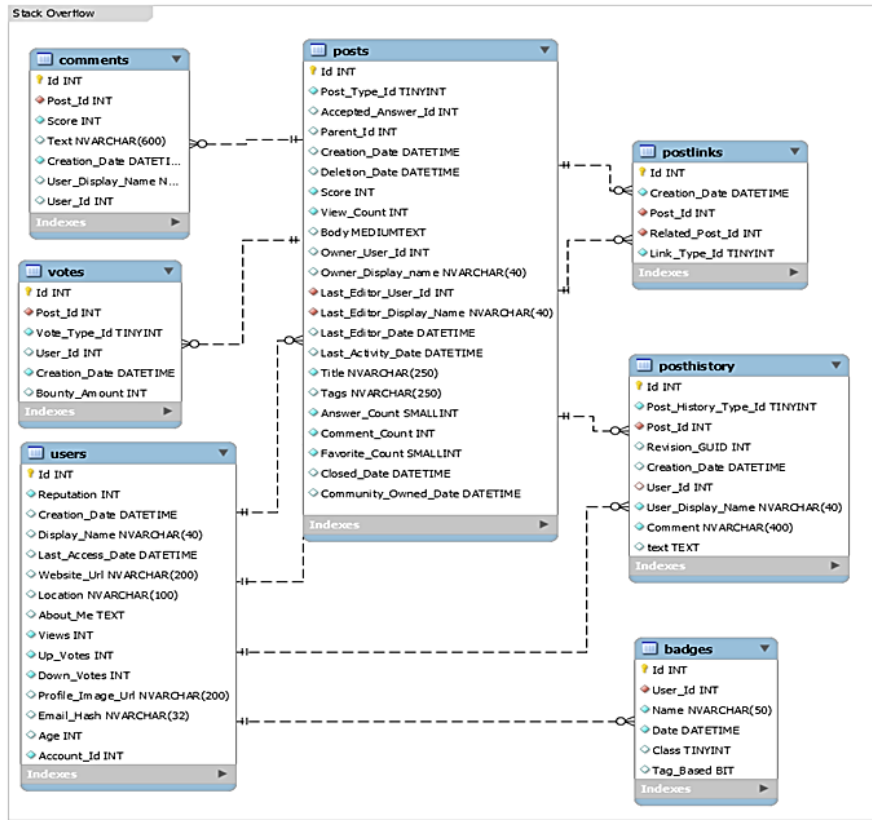 Stack Overflow
comments
Id INT
Post_Id INT
Score INT
Text NVARCHAR(600)
Creation_Date DATETI...
User_Display_Name N...
User_Id INT
Indexes
votes
Id INT
Post_Id INT
Vote_Type_Id TINYINT
User_Id INT
Creation_Date DATETIME
Bounty_Amount INT
Indexes
users
Id INT
Reputation INT
Creation_Date DATETIME
Display_Name NVARCHAR(40)
Last_Access_Date DATETIME
Website_Url NVARCHAR(200)
Location NVARCHAR(100)
About_Me TEXT
Views INT
Up_Votes INT
Down_Votes INT
Profile_Image_Url NVARCHAR(200)
Email_Hash NVARCHAR(32)
Age INT
Account_Id INT
Indexes
posts
Id INT
Post_Type_Id TINYINT
Accepted_Answer_Id INT
Parent_Id INT
Creation_Date DATETIME
Deletion_Date DATETIME
Score INT
View_Count INT
Body MEDIUMTEXT
Owner_User_Id INT
Owner_Display_name NVARCHAR(40)
Last_Editor_User_Id INT
Last_Editor_Display_Name NVARCHAR(40)
Last_Editor_Date DATETIME
Last_Activity_Date DATETIME
Title NVARCHAR(250)
Tags NVARCHAR(250)
Answer_Count SMALLINT
Comment_Count INT
Favorite_Count SMALLINT
Closed_Date DATETIME
Community_Owned_Date DATETIME
Indexes
postlinks
Id INT
Creation_Date DATETIME
Post_Id INT
Related_Post_Id INT
Link_Type_Id TINYINT
Indexes
posthistory
Id INT
Post_History_Type_Id TINYINT
Post_Id INT
Revision_GUID INT
Creation_Date DATETIME
User_Id INT
User_Display_Name NVARCHAR(40)
Comment NVARCHAR(400)
text TEXT
Indexes
badges
Id INT
User_Id INT
Name NVARCHAR(50)
Date DATETIME
Class TINYINT
Tag_Based BIT
Indexes